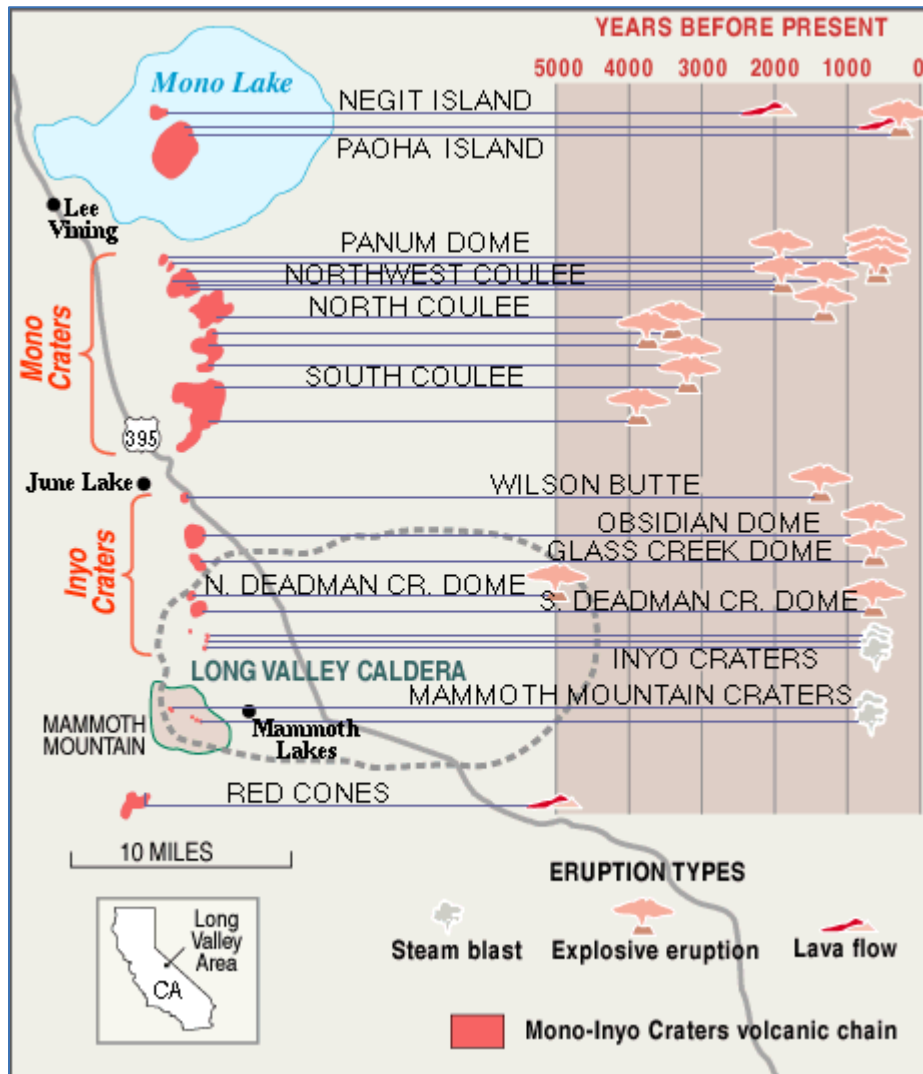 YEARS BEFORE PRESENT
5000 4000 3000 2000 1000 0
Mono Lake
NEGIT ISLAND
PAOHA ISLAND
Lee
Vining
PANUM DOME
NORTHWEST COULEE
NORTH COULEE
Mono
Craters
SOUTH COULEE
395
June Lake
WILSON BUTTE
OBSIDIAN DOME
GLASS CREEK DOME
Inyo
Craters
N. DEADMAN CR. DOME
S. DEADMAN CR. DOME
INYO CRATERS
LONG VALLEY CALDERA
MAMMOTH MOUNTAIN CRATERS
MAMMOTH
MOUNTAIN
Mammoth
Lakes
RED CONES
10 MILES
ERUPTION TYPES
Long
Valley
Area
CA
Steam blast
Explosive eruption
Lava flow
Mono-Inyo Craters volcanic chain